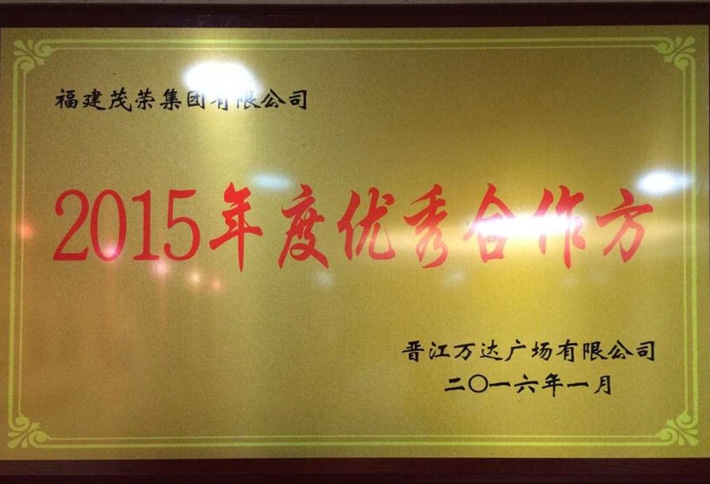 福建茂荣集团有限公司
2015年度优秀合作方
晋江万达广场有限公司
二〇一六年一月